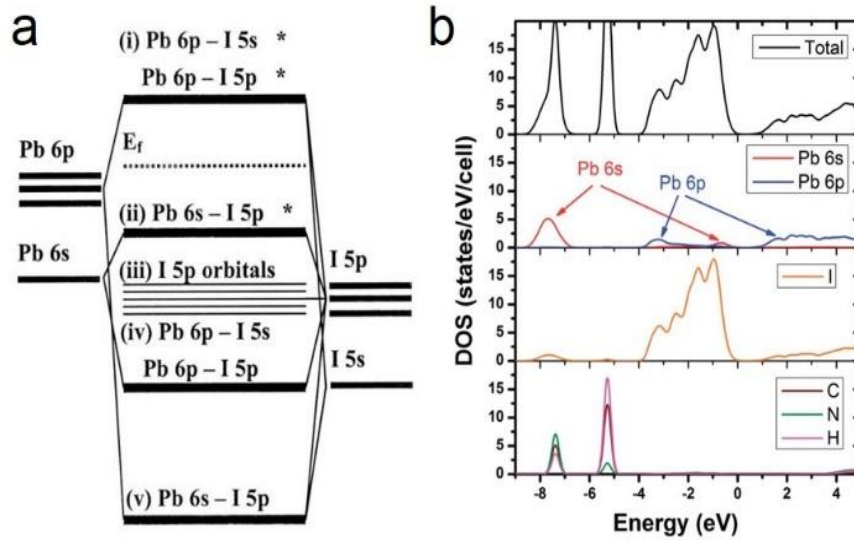 a
(i) Pb 6p – I 5s *
Pb 6p – I 5p *
Pb 6p
E_f
(ii) Pb 6s – I 5p *
Pb 6s
(iii) I 5p orbitals
I 5p
(iv) Pb 6p – I 5s
Pb 6p – I 5p
I 5s
(v) Pb 6s – I 5p
b
DOS (states/eV/cell)
20
15
10
5
0
Total
15
10
5
0
Pb 6s
Pb 6p
Pb 6s
Pb 6p
15
10
5
0
I
15
10
5
0
C
N
H
-8 -6 -4 -2 0 2 4
Energy (eV)